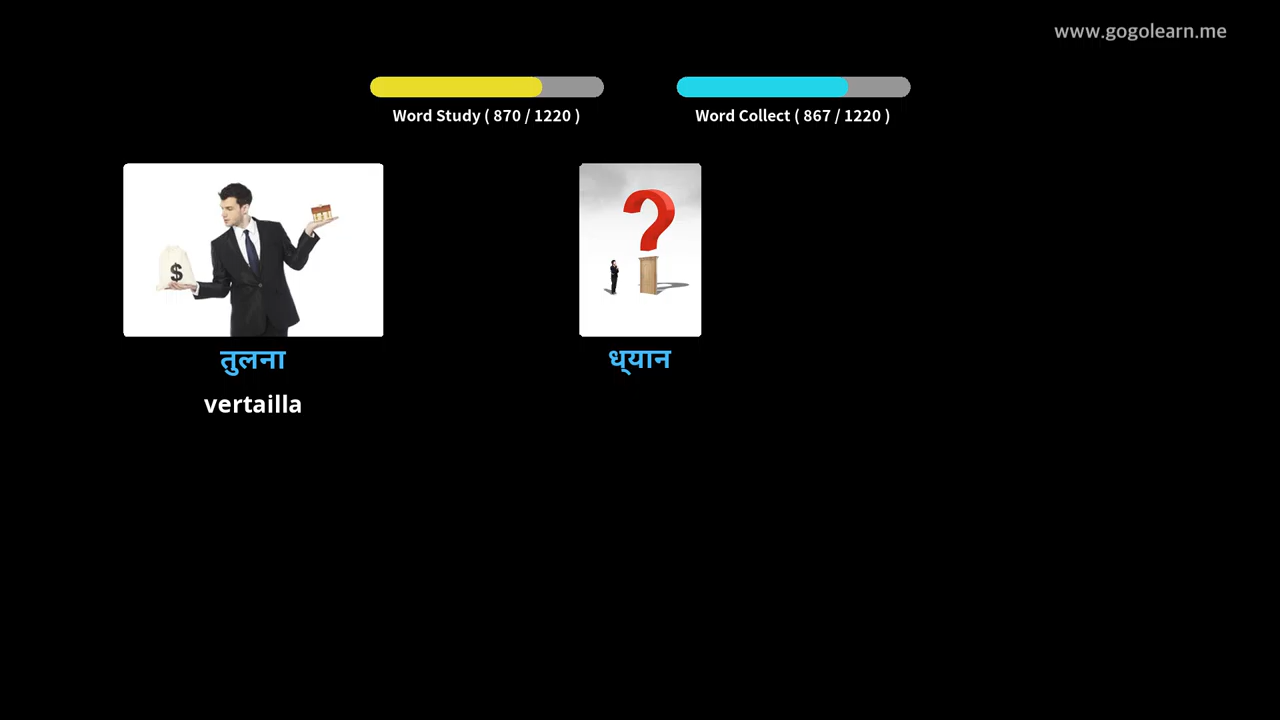 www.gogolearn.me
Word Study ( 870 / 1220 )
Word Collect ( 867 / 1220 )
$
तुलना
ध्यान
vertailla